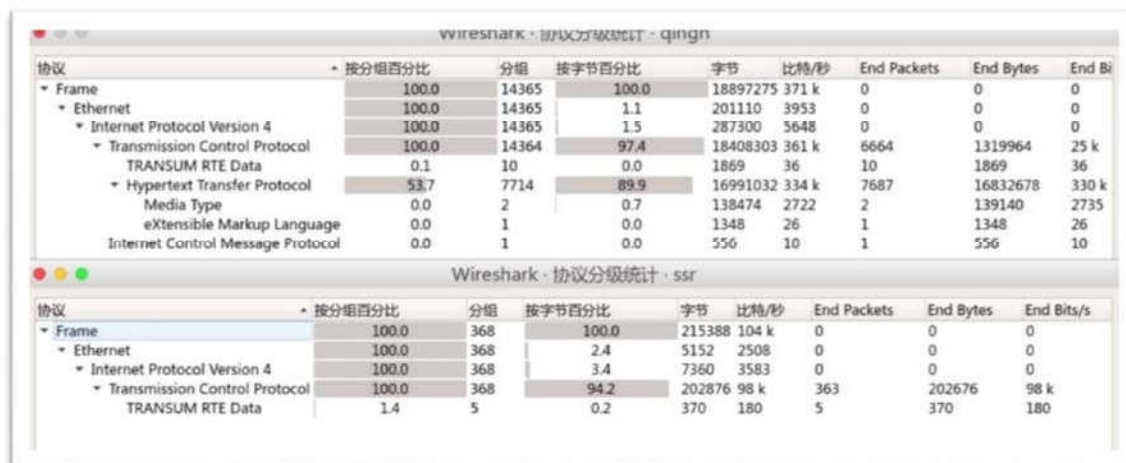 Wireshark · 协议分级统计 · qingn
协议 按分组百分比 分组 按字节百分比 字节 比特/秒 End Packets End Bytes End Bi
Frame 100.0 14365 100.0 18897275 371 k 0 0 0
Ethernet 100.0 14365 1.1 201110 3953 0 0 0
Internet Protocol Version 4 100.0 14365 1.5 287300 5648 0 0 0
Transmission Control Protocol 100.0 14364 97.4 18408303 361 k 6664 1319964 25 k
TRANSUM RTE Data 0.1 10 0.0 1869 36 10 1869 36
Hypertext Transfer Protocol 53.7 7714 89.9 16991032 334 k 7687 16832678 330 k
Media Type 0.0 2 0.7 138474 2722 2 139140 2735
eXtensible Markup Language 0.0 1 0.0 1348 26 1 1348 26
Internet Control Message Protocol 0.0 1 0.0 556 10 1 556 10
Wireshark · 协议分级统计 · ssr
协议 按分组百分比 分组 按字节百分比 字节 比特/秒 End Packets End Bytes End Bits/s
Frame 100.0 368 100.0 215388 104 k 0 0 0
Ethernet 100.0 368 2.4 5152 2508 0 0 0
Internet Protocol Version 4 100.0 368 3.4 7360 3583 0 0 0
Transmission Control Protocol 100.0 368 94.2 202876 98 k 363 202676 98 k
TRANSUM RTE Data 1.4 5 0.2 370 180 5 370 180